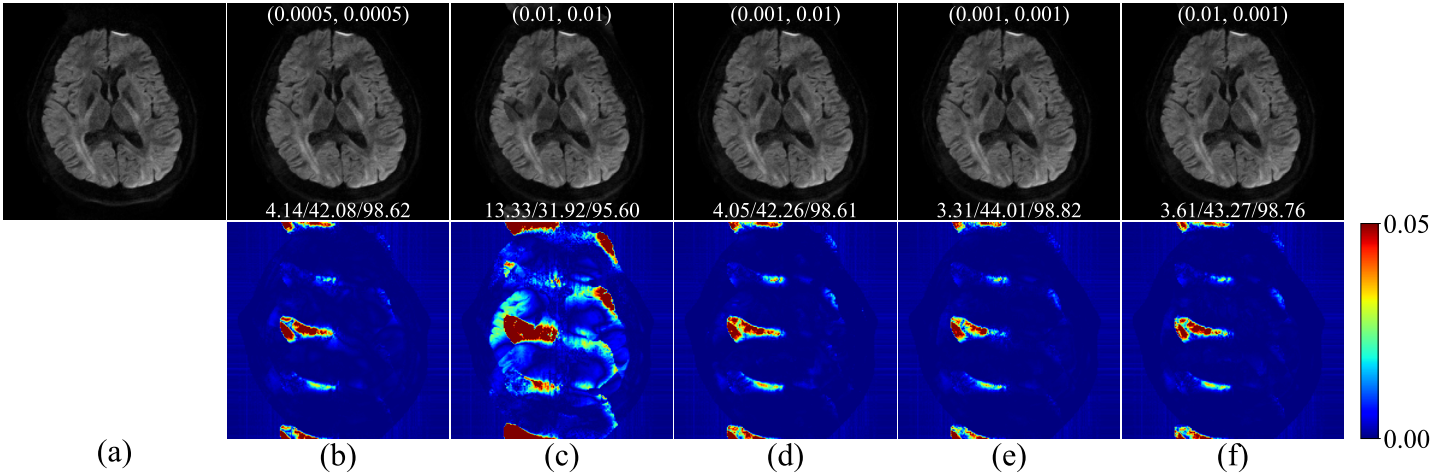 (0.0005, 0.0005) (0.01, 0.01) (0.001, 0.01) (0.001, 0.001) (0.01, 0.001)
4.14/42.08/98.62 13.33/31.92/95.60 4.05/42.26/98.61 3.31/44.01/98.82 3.61/43.27/98.76
0.05
0.00
(a) (b) (c) (d) (e) (f)